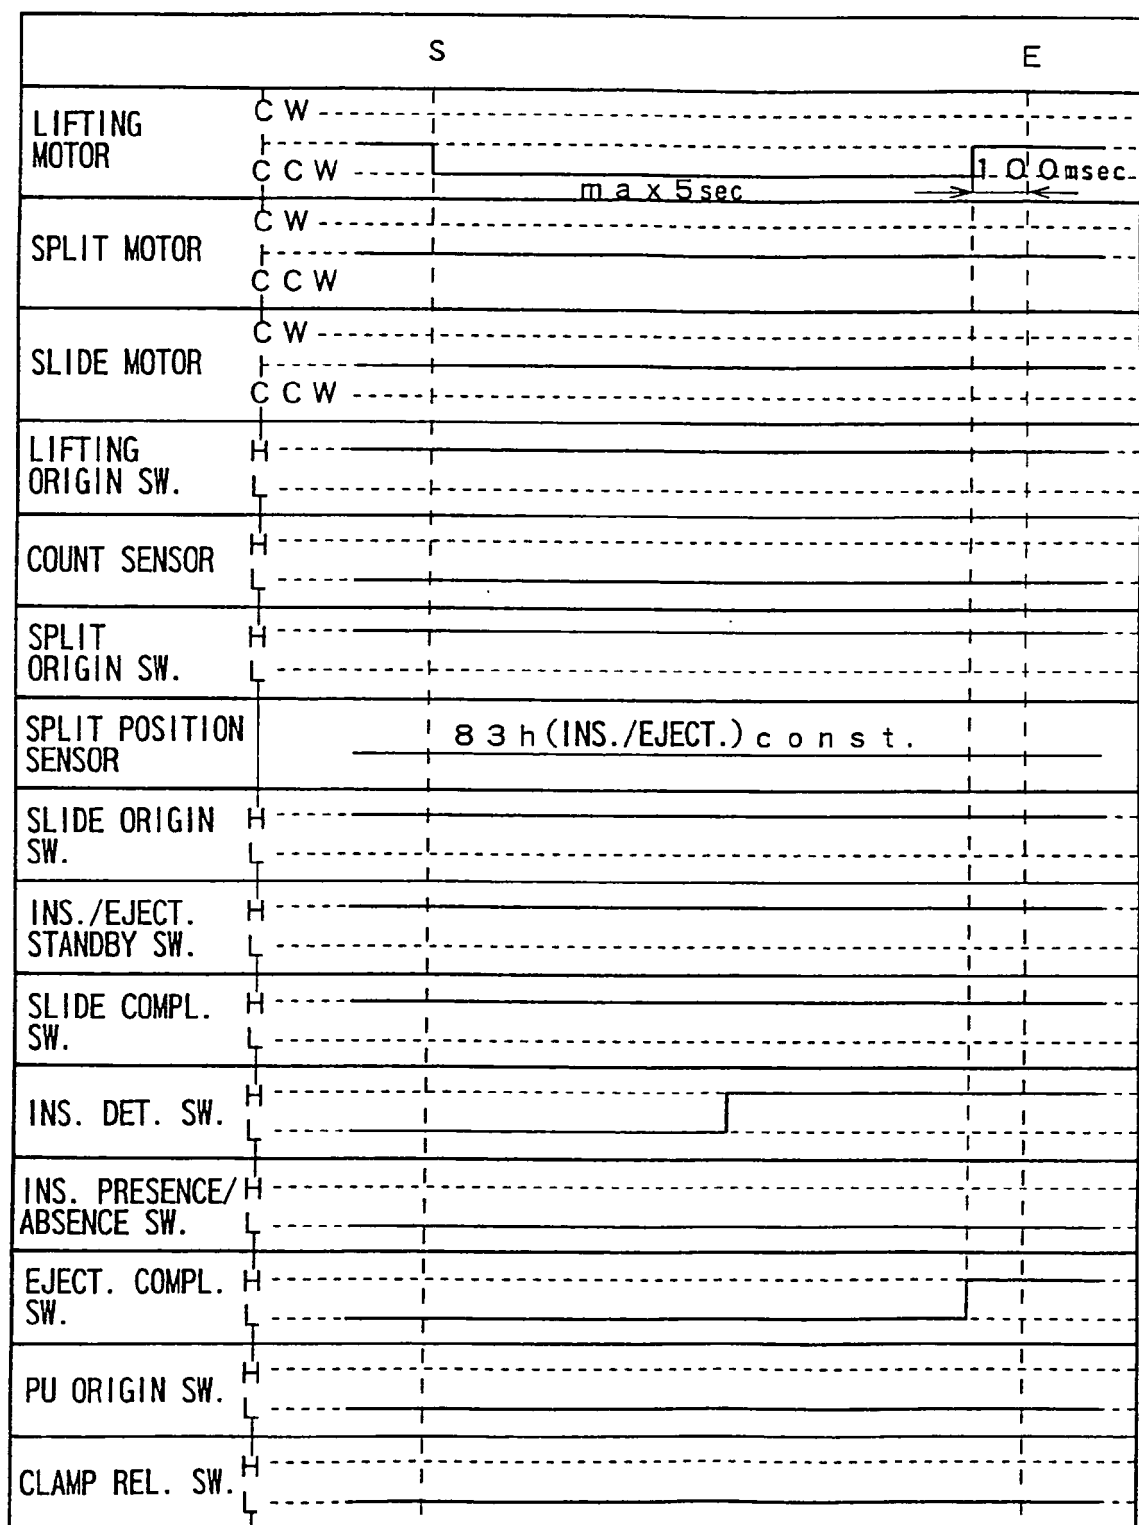 S E
LIFTING
MOTOR
CW
CCW
max 5sec
100msec
SPLIT MOTOR
CW
CCW
SLIDE MOTOR
CW
CCW
LIFTING
ORIGIN SW.
H
L
COUNT SENSOR
H
L
SPLIT
ORIGIN SW.
H
L
SPLIT POSITION
SENSOR
83h(INS./EJECT.)const.
SLIDE ORIGIN
SW.
H
L
INS./EJECT.
STANDBY SW.
H
L
SLIDE COMPL.
SW.
H
L
INS. DET. SW.
H
L
INS. PRESENCE/
ABSENCE SW.
H
L
EJECT. COMPL.
SW.
H
L
PU ORIGIN SW.
H
L
CLAMP REL. SW.
H
L